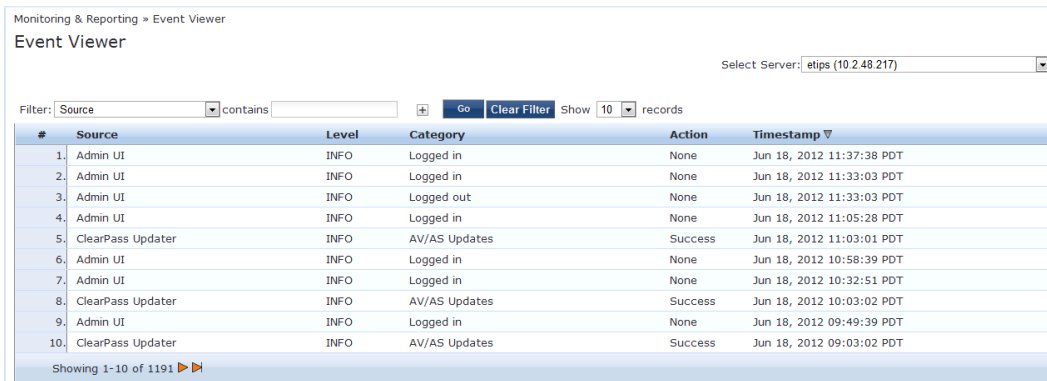 Monitoring & Reporting » Event Viewer
Event Viewer
Select Server: etips (10.2.48.217)
Filter: Source contains + Go Clear Filter Show 10 records
# Source Level Category Action Timestamp
1. Admin UI INFO Logged in None Jun 18, 2012 11:37:38 PDT
2. Admin UI INFO Logged in None Jun 18, 2012 11:33:03 PDT
3. Admin UI INFO Logged out None Jun 18, 2012 11:33:03 PDT
4. Admin UI INFO Logged in None Jun 18, 2012 11:05:28 PDT
5. ClearPass Updater INFO AV/AS Updates Success Jun 18, 2012 11:03:01 PDT
6. Admin UI INFO Logged in None Jun 18, 2012 10:58:39 PDT
7. Admin UI INFO Logged in None Jun 18, 2012 10:32:51 PDT
8. ClearPass Updater INFO AV/AS Updates Success Jun 18, 2012 10:03:02 PDT
9. Admin UI INFO Logged in None Jun 18, 2012 09:49:39 PDT
10. ClearPass Updater INFO AV/AS Updates Success Jun 18, 2012 09:03:02 PDT
Showing 1-10 of 1191